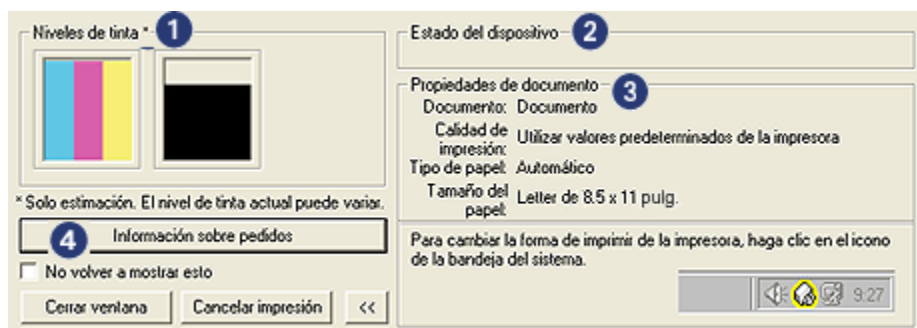 Niveles de tinta *
1
* Solo estimación. El nivel de tinta actual puede variar.
4
Información sobre pedidos
No volver a mostrar esto
Cerrar ventana
Cancelar impresión
<<
Estado del dispositivo
2
Propiedades de documento
3
Documento: Documento
Calidad de
impresión: Utilizar valores predeterminados de la impresora
Tipo de papel: Automático
Tamaño del
papel: Letter de 8.5 x 11 pulg.
Para cambiar la forma de imprimir de la impresora, haga clic en el icono
de la bandeja del sistema.
9:27